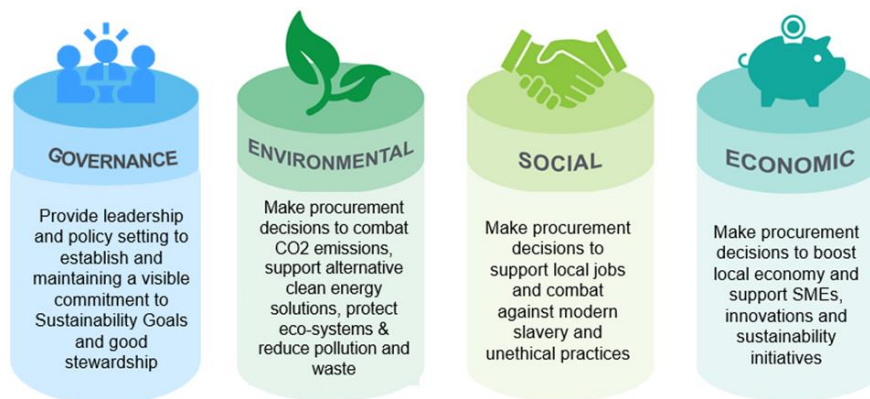 GOVERNANCE
Provide leadership
and policy setting to
establish and
maintaining a visible
commitment to
Sustainability Goals
and good
stewardship
ENVIRONMENTAL
Make procurement
decisions to combat
CO2 emissions,
support alternative
clean energy
solutions, protect
eco-systems &
reduce pollution and
waste
SOCIAL
Make procurement
decisions to
support local jobs
and combat
against modern
slavery and
unethical practices
ECONOMIC
Make procurement
decisions to boost
local economy and
support SMEs,
innovations and
sustainability
initiatives